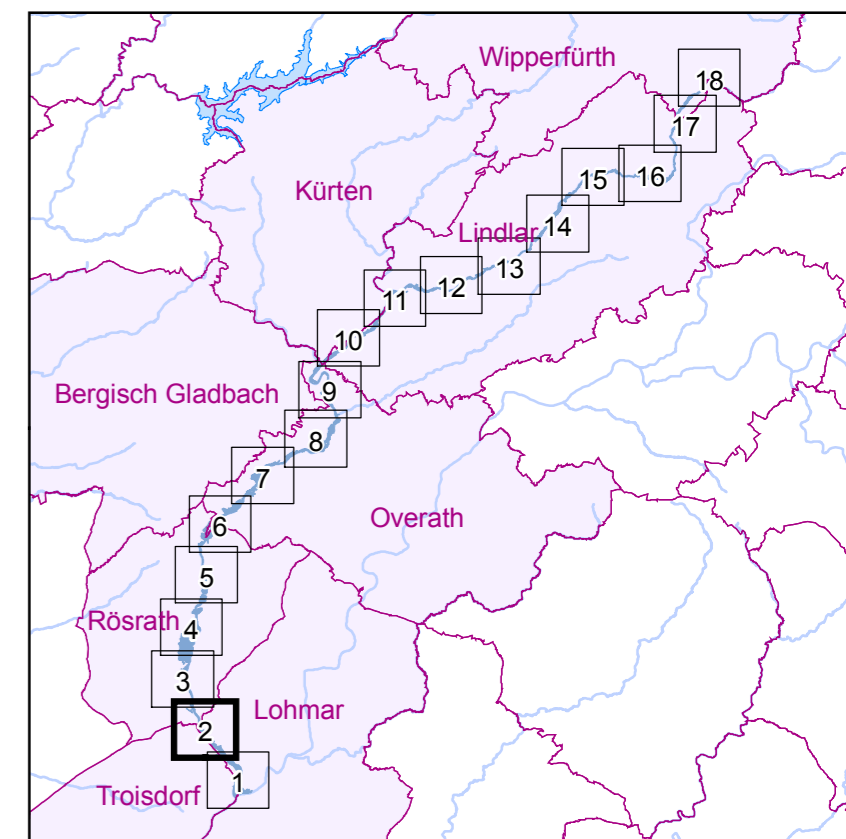 Wipperfürth
18
17
Kürten
15
16
14
Lindlar
13
12
11
10
Bergisch Gladbach
9
8
7
Overath
6
5
Rösrath
4
3
Lohmar
2
1
Troisdorf